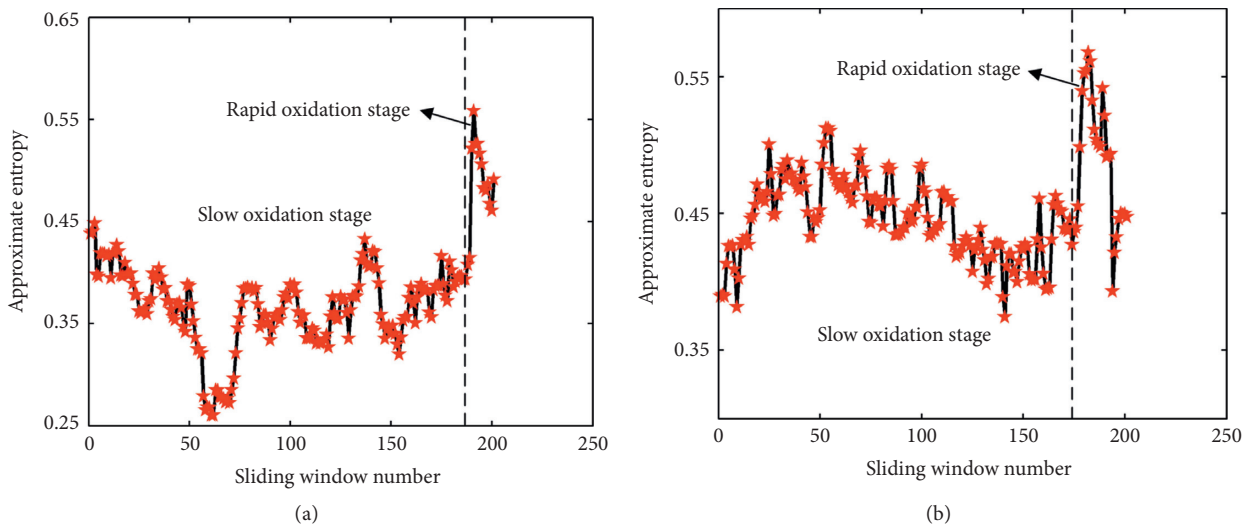 0.65
0.55
0.45
0.35
0.25
Approximate entropy
Rapid oxidation stage
Slow oxidation stage
0 50 100 150 200 250
Sliding window number
(a)
0.55
0.45
0.35
Approximate entropy
Rapid oxidation stage
Slow oxidation stage
0 50 100 150 200 250
Sliding window number
(b)